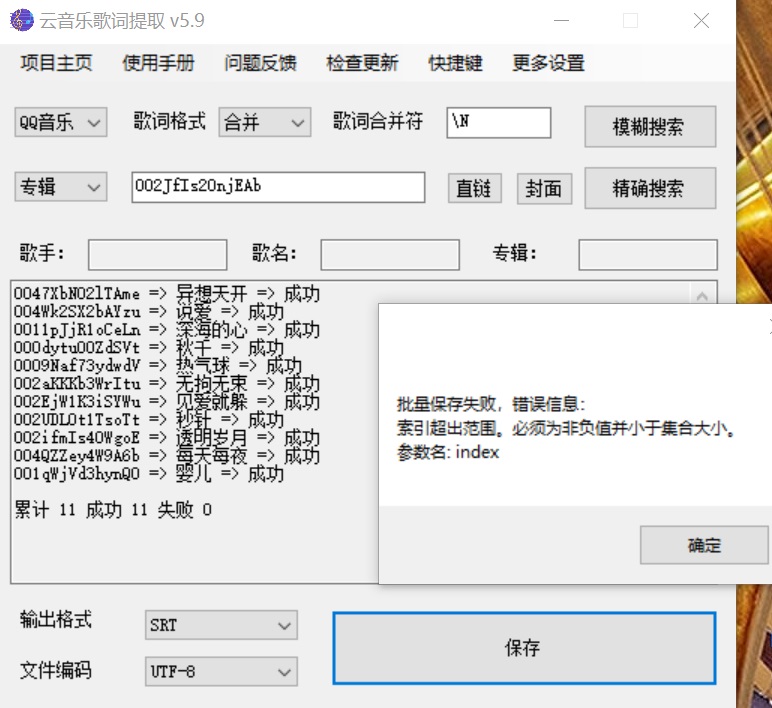 云音乐歌词提取 v5.9
项目主页 使用手册 问题反馈 检查更新 快捷键 更多设置
QQ音乐 歌词格式 合并 歌词合并符 \N 模糊搜索
专辑 002JfIs20njEAb 直链 封面 精确搜索
歌手： 歌名： 专辑：
0047XbNO2lTAme => 异想天开 => 成功
004Wk2SX2bAYzu => 说爱 => 成功
0011pJjR1oCeLn => 深海的心 => 成功
000dytu00ZdSVt => 秋千 => 成功
0009Naf73ydwdV => 热气球 => 成功
002aKKKb3WrItu => 无拘无束 => 成功
002EjW1K3iSYWu => 见爱就躲 => 成功
002UDLOt1TsoTt => 秒针 => 成功
002ifmIs4OWgoE => 透明岁月 => 成功
004QZZey4W9A6b => 每天每夜 => 成功
001qWjVd3hynQO => 婴儿 => 成功
累计 11 成功 11 失败 0
批量保存失败，错误信息：
索引超出范围。必须为非负值并小于集合大小。
参数名: index
确定
输出格式 SRT 保存
文件编码 UTF-8